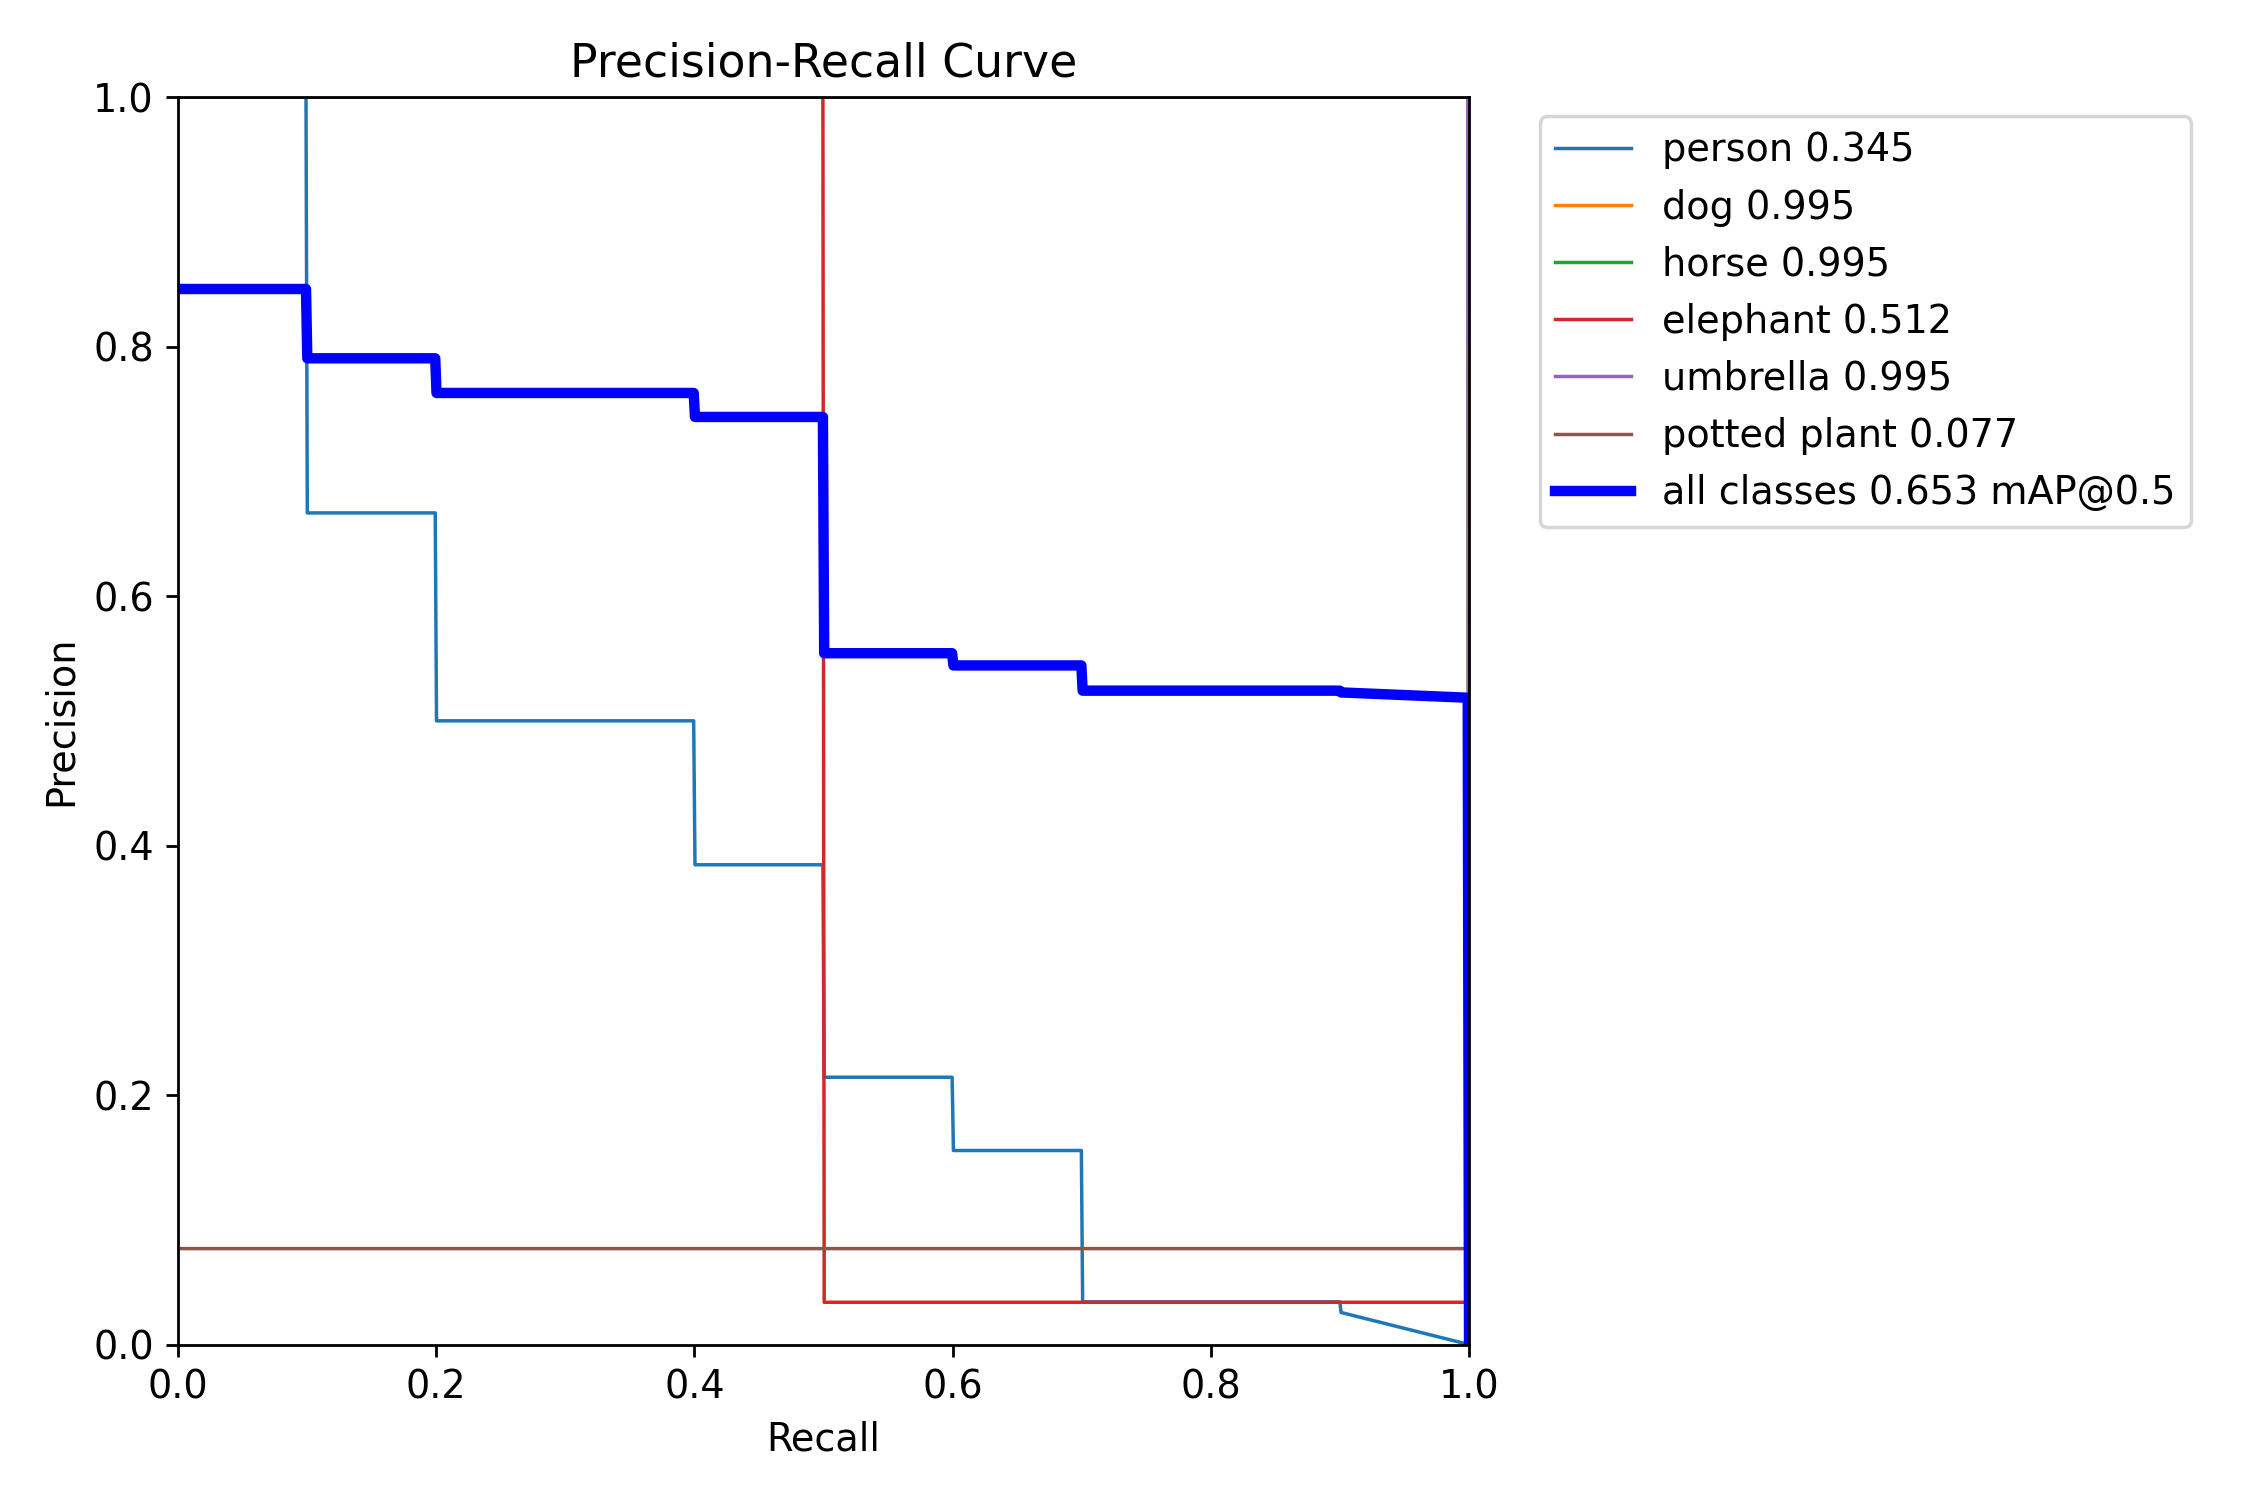 Precision-Recall Curve
1.0
0.8
0.6
0.4
0.2
0.0
Precision
0.0 0.2 0.4 0.6 0.8 1.0
Recall
person 0.345
dog 0.995
horse 0.995
elephant 0.512
umbrella 0.995
potted plant 0.077
all classes 0.653 mAP@0.5